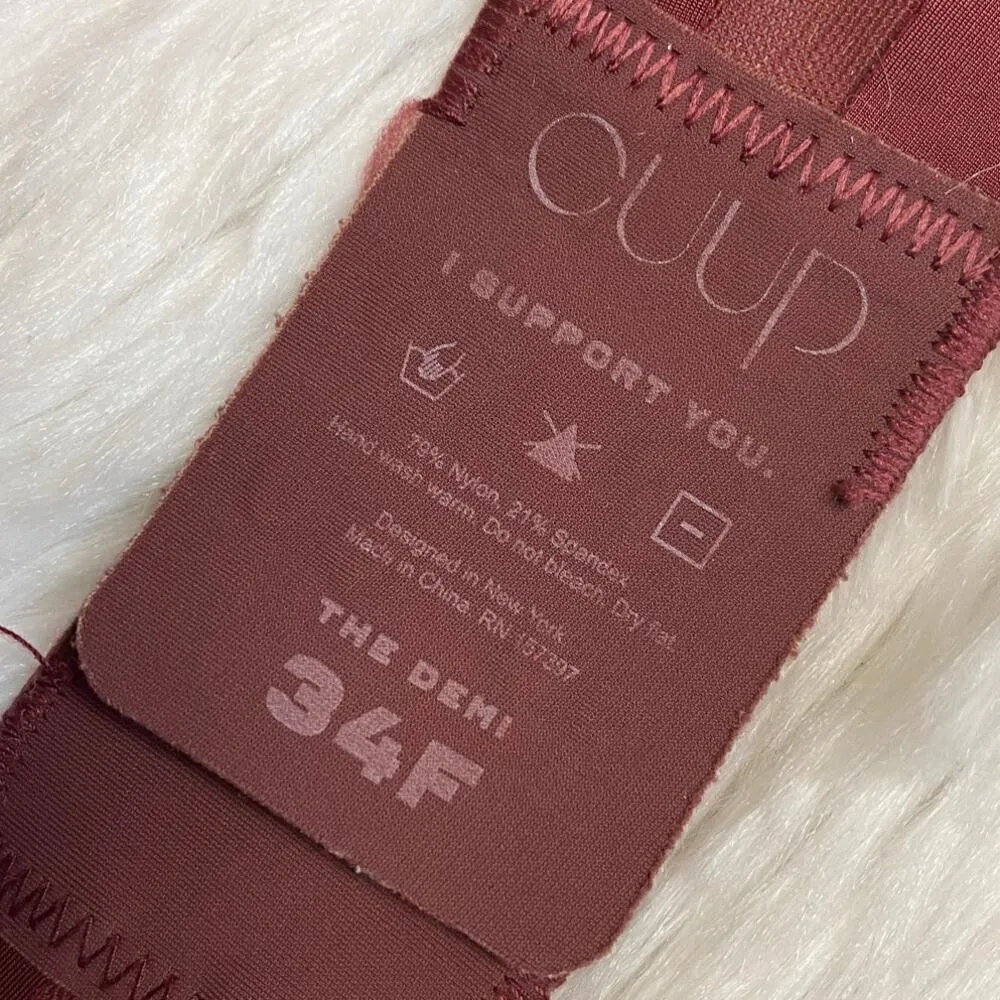 cuup
I SUPPORT YOU.
79% Nylon, 21% Spandex
Hand wash warm. Do not bleach. Dry flat.
Designed in New York
Made in China. RN 157297
THE DEMI
34F